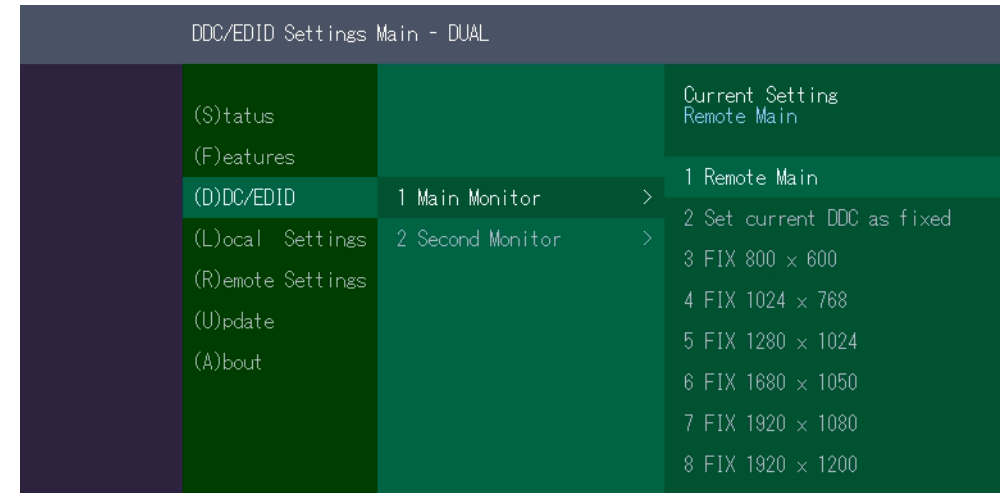 DDC/EDID Settings Main - DUAL
(S)tatus
(F)eatures
(D)DC/EDID
(L)ocal Settings
(R)emote Settings
(U)pdate
(A)bout
1 Main Monitor >
2 Second Monitor >
Current Setting
Remote Main
1 Remote Main
2 Set current DDC as fixed
3 FIX 800 × 600
4 FIX 1024 × 768
5 FIX 1280 × 1024
6 FIX 1680 × 1050
7 FIX 1920 × 1080
8 FIX 1920 × 1200